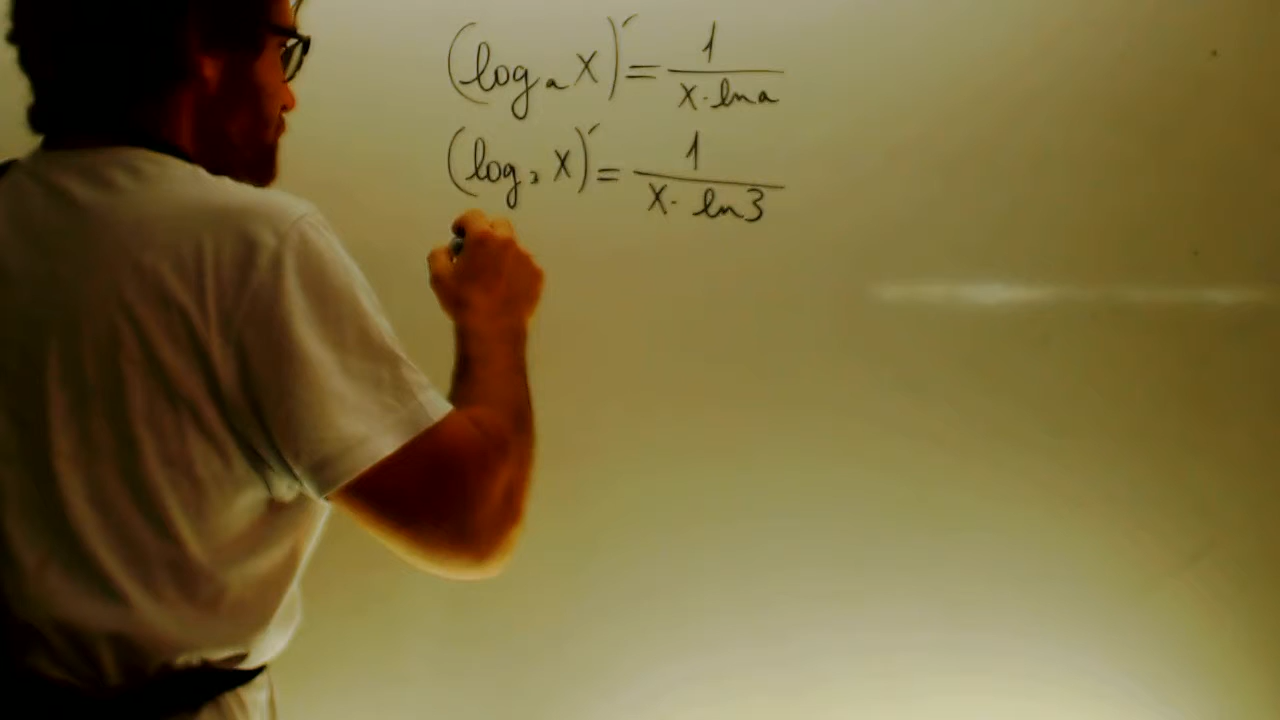 (logₐ x)′ = 1/(x · ln a)
(log₃ x)′ = 1/(x · ln 3)